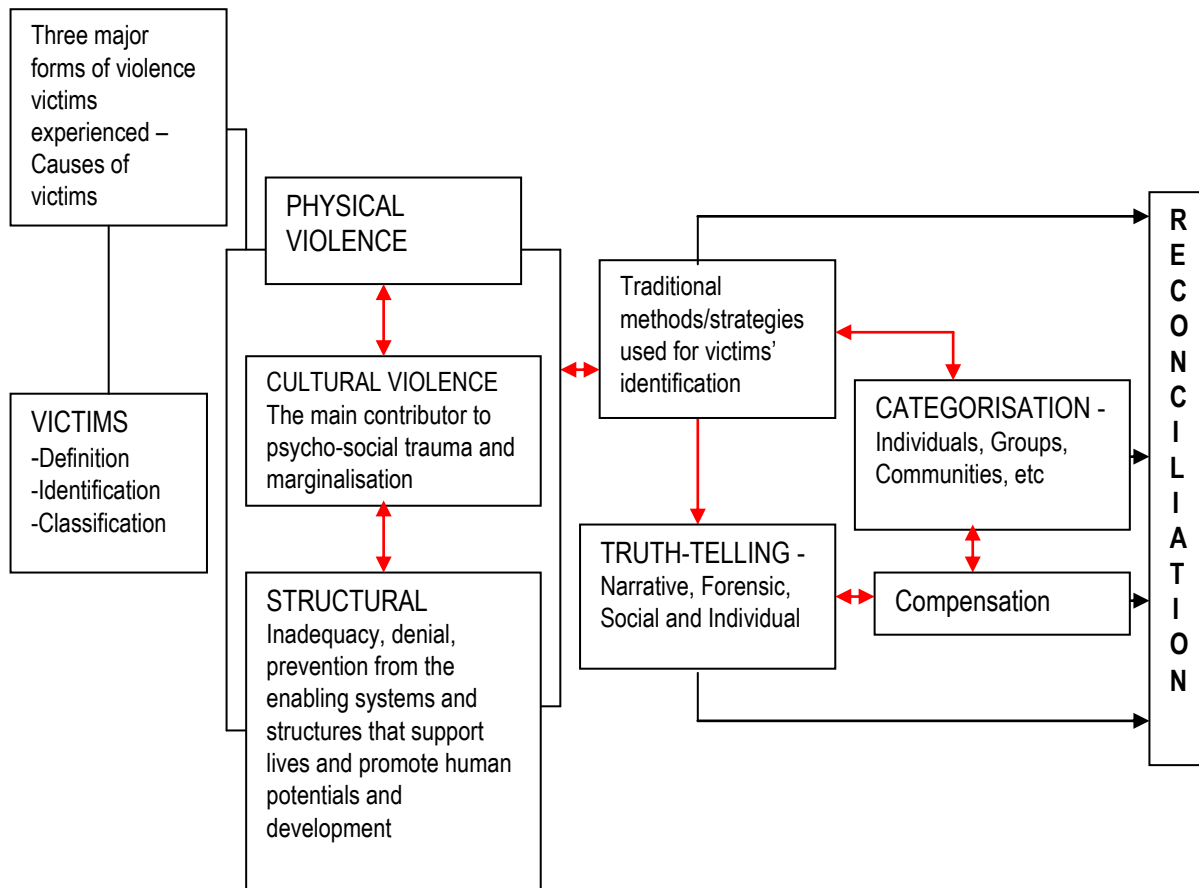 Three major
forms of violence
victims
experienced –
Causes of
victims
VICTIMS
-Definition
-Identification
-Classification
PHYSICAL
VIOLENCE
CULTURAL VIOLENCE
The main contributor to
psycho-social trauma and
marginalisation
STRUCTURAL
Inadequacy, denial,
prevention from the
enabling systems and
structures that support
lives and promote human
potentials and
development
Traditional
methods/strategies
used for victims’
identification
TRUTH-TELLING -
Narrative, Forensic,
Social and Individual
CATEGORISATION -
Individuals, Groups,
Communities, etc
Compensation
R
E
C
O
N
C
I
L
I
A
T
I
O
N